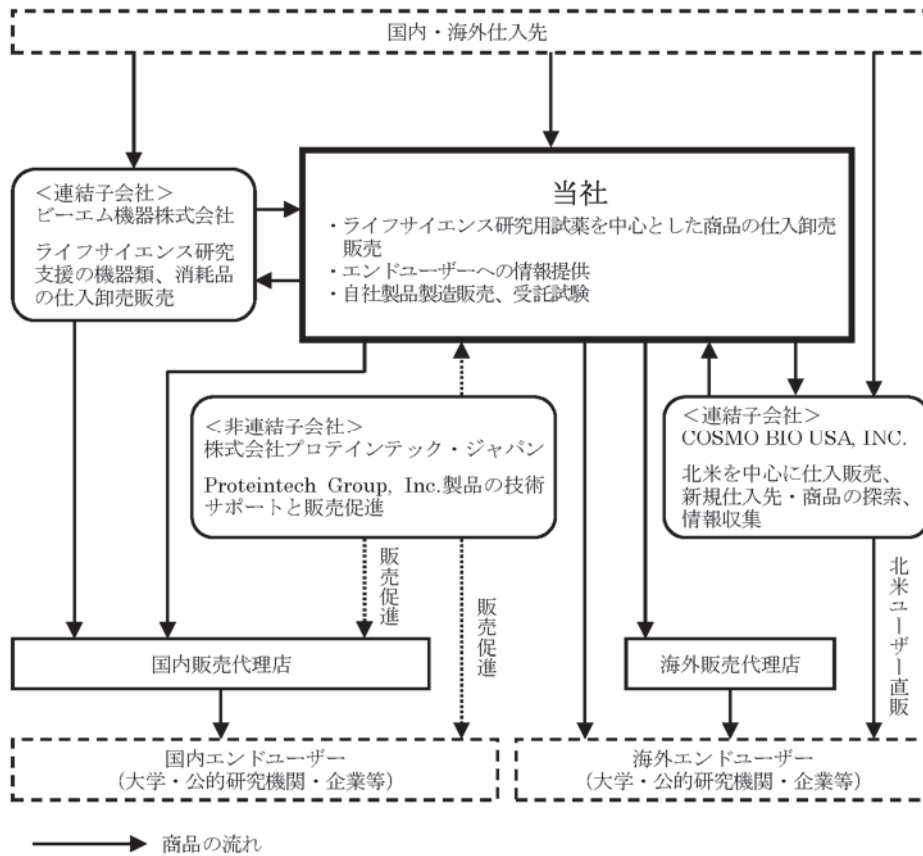 国内・海外仕入先
＜連結子会社＞
ビーエム機器株式会社
ライフサイエンス研究
支援の機器類、消耗品
の仕入卸売販売
当社
・ライフサイエンス研究用試薬を中心とした商品の仕入卸売
販売
・エンドユーザーへの情報提供
・自社製品製造販売、受託試験
＜非連結子会社＞
株式会社プロテインテック・ジャパン
Proteintech Group, Inc.製品の技術
サポートと販売促進
＜連結子会社＞
COSMO BIO USA, INC.
北米を中心に仕入販売、
新規仕入先・商品の探索、
情報収集
販売促進
販売促進
北米ユーザー直販
国内販売代理店
海外販売代理店
国内エンドユーザー
（大学・公的研究機関・企業等）
海外エンドユーザー
（大学・公的研究機関・企業等）
商品の流れ